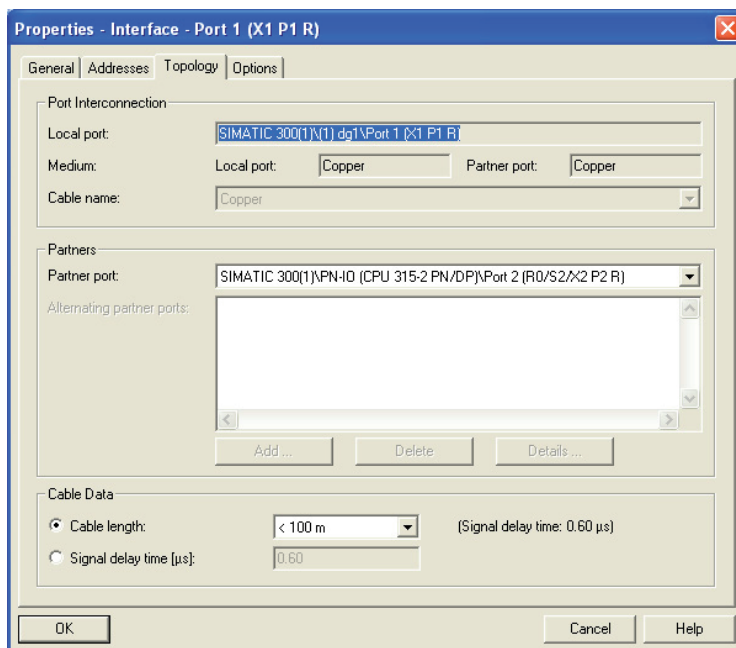 Properties - Interface - Port 1 (X1 P1 R)
General Addresses Topology Options
Port Interconnection
Local port: SIMATIC 300(1)\(1) dg1\Port 1 (X1 P1 R)
Medium: Local port: Copper Partner port: Copper
Cable name: Copper
Partners
Partner port: SIMATIC 300(1)\PN-IO (CPU 315-2 PN/DP)\Port 2 (R0/S2/X2 P2 R)
Alternating partner ports:
Add ... Delete Details ...
Cable Data
Cable length: < 100 m (Signal delay time: 0.60 µs)
Signal delay time [µs]: 0.60
OK Cancel Help